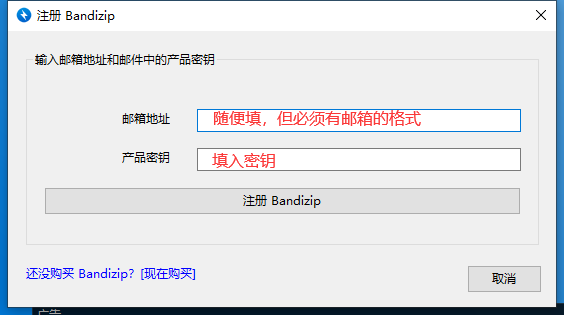 注册 Bandizip
输入邮箱地址和邮件中的产品密钥
邮箱地址 随便填，但必须有邮箱的格式
产品密钥 填入密钥
注册 Bandizip
还没购买 Bandizip? [现在购买]
取消
广告